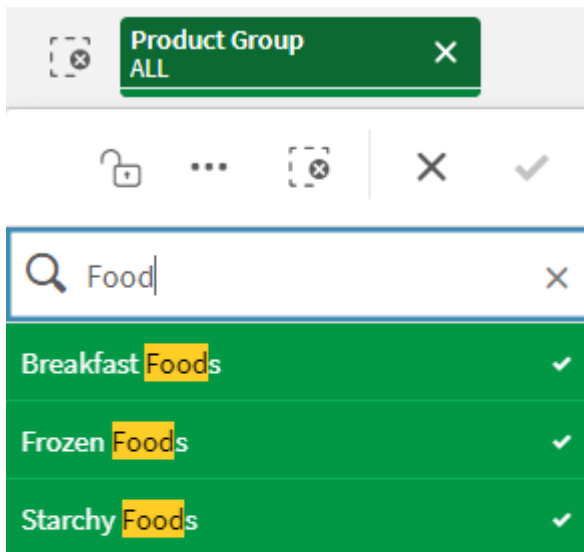 Product Group
ALL
Food
Breakfast Foods
Frozen Foods
Starchy Foods